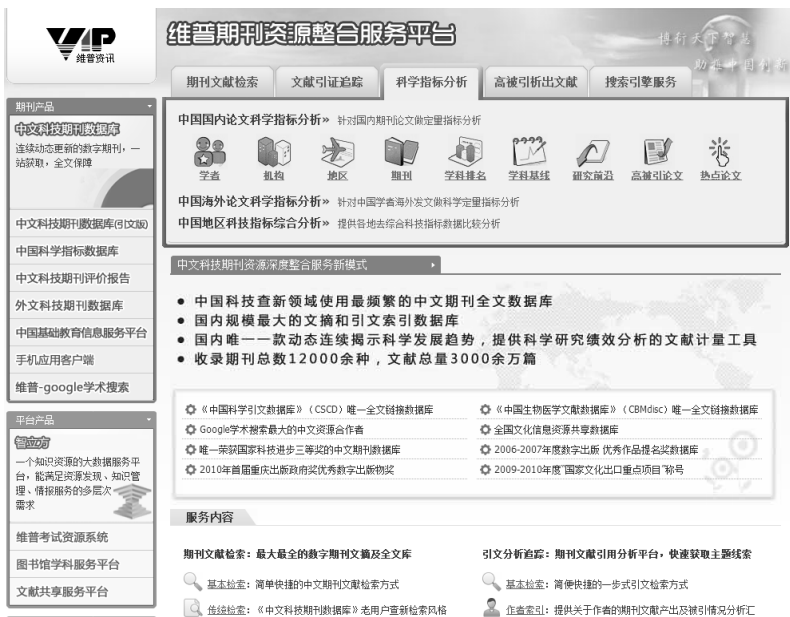 VIP
维普资讯
维普期刊资源整合服务平台
博衍天下智慧
助推中国创新
期刊文献检索
文献引证追踪
科学指标分析
高被引析出文献
搜索引擎服务
期刊产品
中文科技期刊数据库
连续动态更新的数字期刊，一
站获取，全文保障
中文科技期刊数据库(引文版)
中国科学指标数据库
中文科技期刊评价报告
外文科技期刊数据库
中国基础教育信息服务平台
手机应用客户端
维普-google学术搜索
平台产品
智立方
一个知识资源的大数据服务平
台，能满足资源发现、知识管
理、情报服务的多层次
需求
维普考试资源系统
图书馆学科服务平台
文献共享服务平台
中国国内论文科学指标分析» 针对国内期刊论文做定量指标分析
学者
机构
地区
期刊
学科排名
学科基线
研究前沿
高被引论文
热点论文
中国海外论文科学指标分析» 针对中国学者海外发文做科学定量指标分析
中国地区科技指标综合分析» 提供各地去综合科技指标数据比较分析
中文科技期刊资源深度整合服务新模式
● 中国科技查新领域使用最频繁的中文期刊全文数据库
● 国内规模最大的文摘和引文索引数据库
● 国内唯一一款动态连续揭示科学发展趋势，提供科学研究绩效分析的文献计量工具
● 收录期刊总数12000余种，文献总量3000余万篇
《中国科学引文数据库》（CSCD）唯一全文链接数据库
《中国生物医学文献数据库》（CBMdisc）唯一全文链接数据库
Google学术搜索最大的中文资源合作者
全国文化信息资源共享数据库
唯一荣获国家科技进步三等奖的中文期刊数据库
2006-2007年度数字出版 优秀作品提名奖数据库
2010年首届重庆出版政府奖优秀数字出版物奖
2009-2010年度"国家文化出口重点项目"称号
服务内容
期刊文献检索：最大最全的数字期刊文摘及全文库
基本检索：简单快捷的中文期刊文献检索方式
传统检索：《中文科技期刊数据库》老用户查新检索风格
引文分析追踪：期刊文献引用分析平台，快速获取主题线索
基本检索：简便快捷的一步式引文检索方式
作者索引：提供关于作者的期刊文献产出及被引情况分析汇